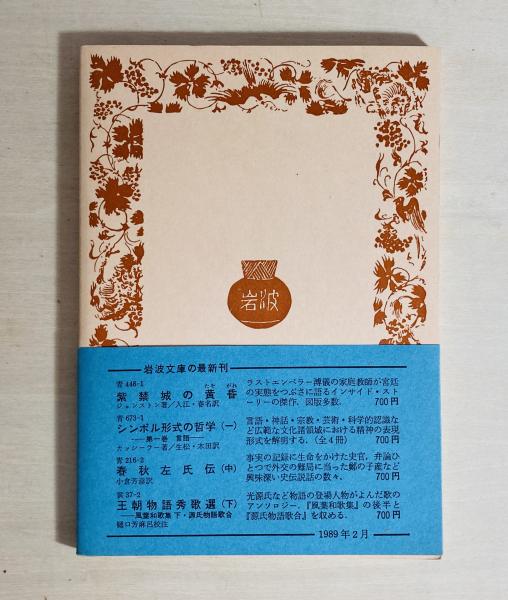 岩波
岩波文庫の最新刊
青 446-1
紫禁城の黄昏
たそ がれ
ジョンストン著／入江・春名訳
ラストエンペラー溥儀の家庭教師が宮廷
の実態をつぶさに語るインサイド・スト
ーリーの傑作. 図版多数. 700円
青 673-1
シンボル形式の哲学(一)
──第一巻 言語──
カッシーラー著／生松・木田訳
言語・神話・宗教・芸術・科学的認識な
ど広範な文化諸領域における精神の表現
形式を解明する. (全4冊) 700円
青 216-2
春秋左氏伝(中)
小倉芳彦訳
事実の記録に生命をかけた史官, 弁論ひ
とつで外交の難局に当った鄭の子産など
興味深い史伝説話の数々. 700円
黄 37-2
王朝物語秀歌選(下)
──風葉和歌集 下・源氏物語歌合
樋口芳麻呂校注
光源氏など物語の登場人物がよんだ歌の
アンソロジー. 『風葉和歌集』の後半と
『源氏物語歌合』を収める. 700円
1989年2月